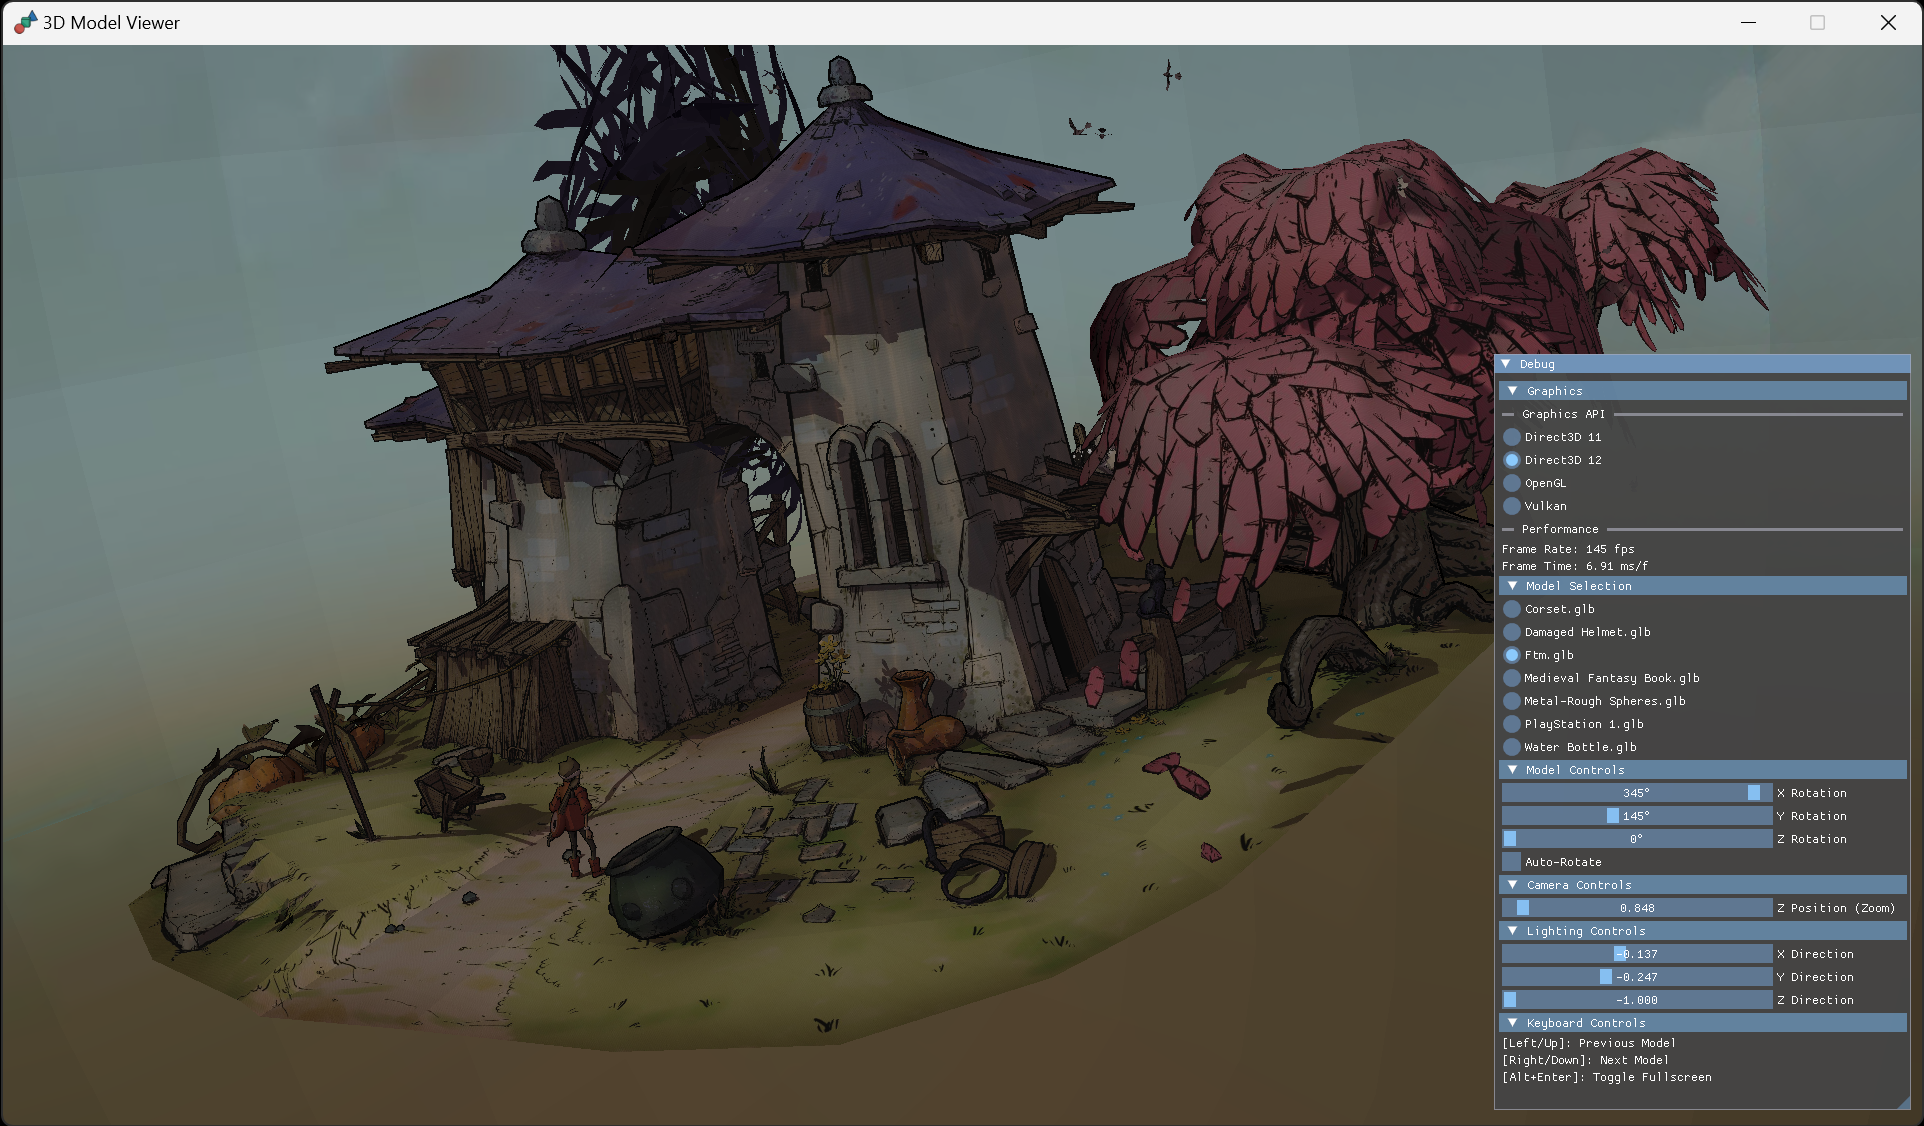 3D Model Viewer
Debug
Graphics
Graphics API
Direct3D 11
Direct3D 12
OpenGL
Vulkan
Performance
Frame Rate: 145 fps
Frame Time: 6.91 ms/f
Model Selection
Corset.glb
Damaged Helmet.glb
Ftm.glb
Medieval Fantasy Book.glb
Metal-Rough Spheres.glb
PlayStation 1.glb
Water Bottle.glb
Model Controls
345° X Rotation
145° Y Rotation
0° Z Rotation
Auto-Rotate
Camera Controls
0.848 Z Position (Zoom)
Lighting Controls
-0.137 X Direction
-0.247 Y Direction
-1.000 Z Direction
Keyboard Controls
[Left/Up]: Previous Model
[Right/Down]: Next Model
[Alt+Enter]: Toggle Fullscreen